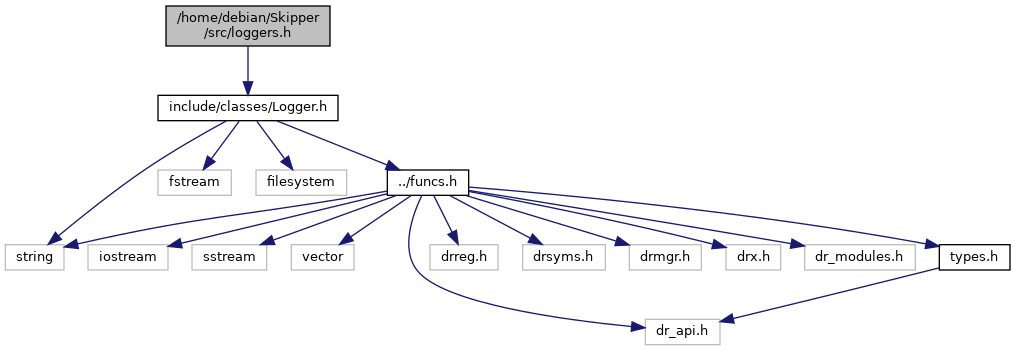 /home/debian/Skipper
/src/loggers.h
include/classes/Logger.h
fstream
filesystem
../funcs.h
string
iostream
sstream
vector
drreg.h
drsyms.h
drmgr.h
drx.h
dr_modules.h
types.h
dr_api.h